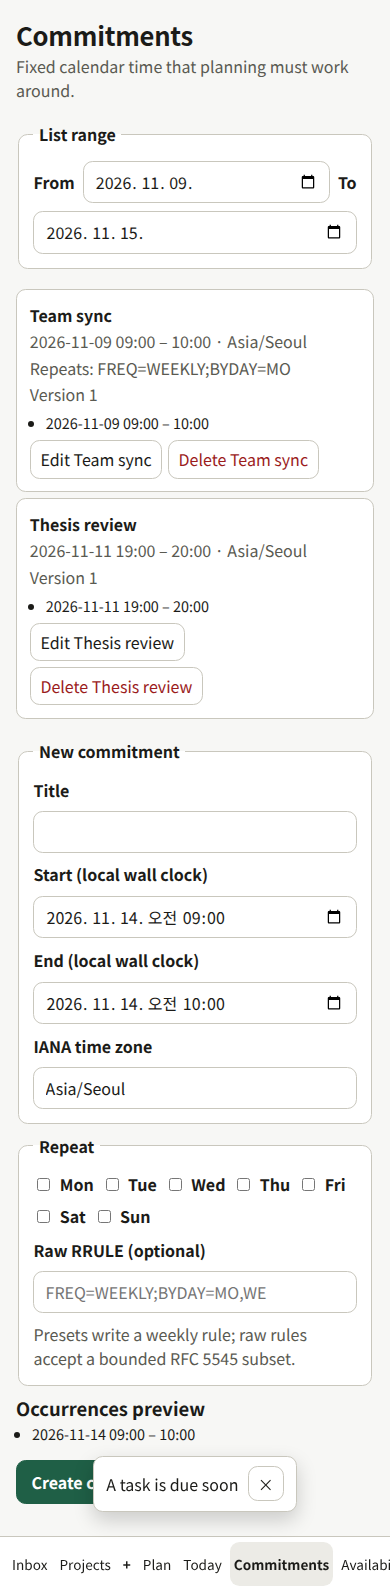 Commitments
Fixed calendar time that planning must work
around.
List range
From 2026. 11. 09. To
2026. 11. 15.
Team sync
2026-11-09 09:00 – 10:00 · Asia/Seoul
Repeats: FREQ=WEEKLY;BYDAY=MO
Version 1
2026-11-09 09:00 – 10:00
Edit Team sync Delete Team sync
Thesis review
2026-11-11 19:00 – 20:00 · Asia/Seoul
Version 1
2026-11-11 19:00 – 20:00
Edit Thesis review
Delete Thesis review
New commitment
Title
Start (local wall clock)
2026. 11. 14. 오전 09:00
End (local wall clock)
2026. 11. 14. 오전 10:00
IANA time zone
Asia/Seoul
Repeat
Mon Tue Wed Thu Fri
Sat Sun
Raw RRULE (optional)
FREQ=WEEKLY;BYDAY=MO,WE
Presets write a weekly rule; raw rules
accept a bounded RFC 5545 subset.
Occurrences preview
2026-11-14 09:00 – 10:00
Create
A task is due soon ×
Inbox Projects + Plan Today Commitments